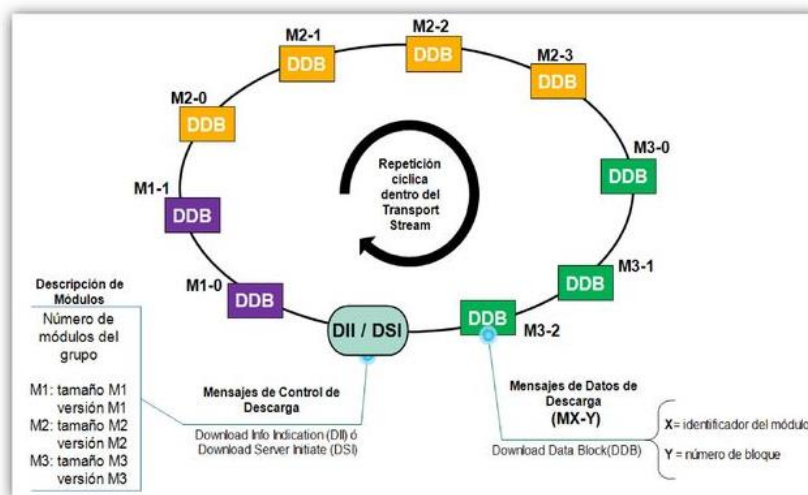 M2-2
DDB
M2-1
DDB
M2-3
DDB
M2-0
DDB
M3-0
DDB
M1-1
DDB
Repetición
cíclica
dentro del
Transport
Stream
M3-1
DDB
M1-0
DDB
DII / DSI
DDB
M3-2
Descripción de
Módulos
Número de
módulos del
grupo
M1: tamaño M1
versión M1
M2: tamaño M2
versión M2
M3: tamaño M3
versión M3
Mensajes de Control de
Descarga
Download Info Indication (DII) ó
Download Server Initiate (DSI)
Mensajes de Datos de
Descarga
(MX-Y)
Download Data Block(DDB)
X= identificador del módulo
Y = número de bloque